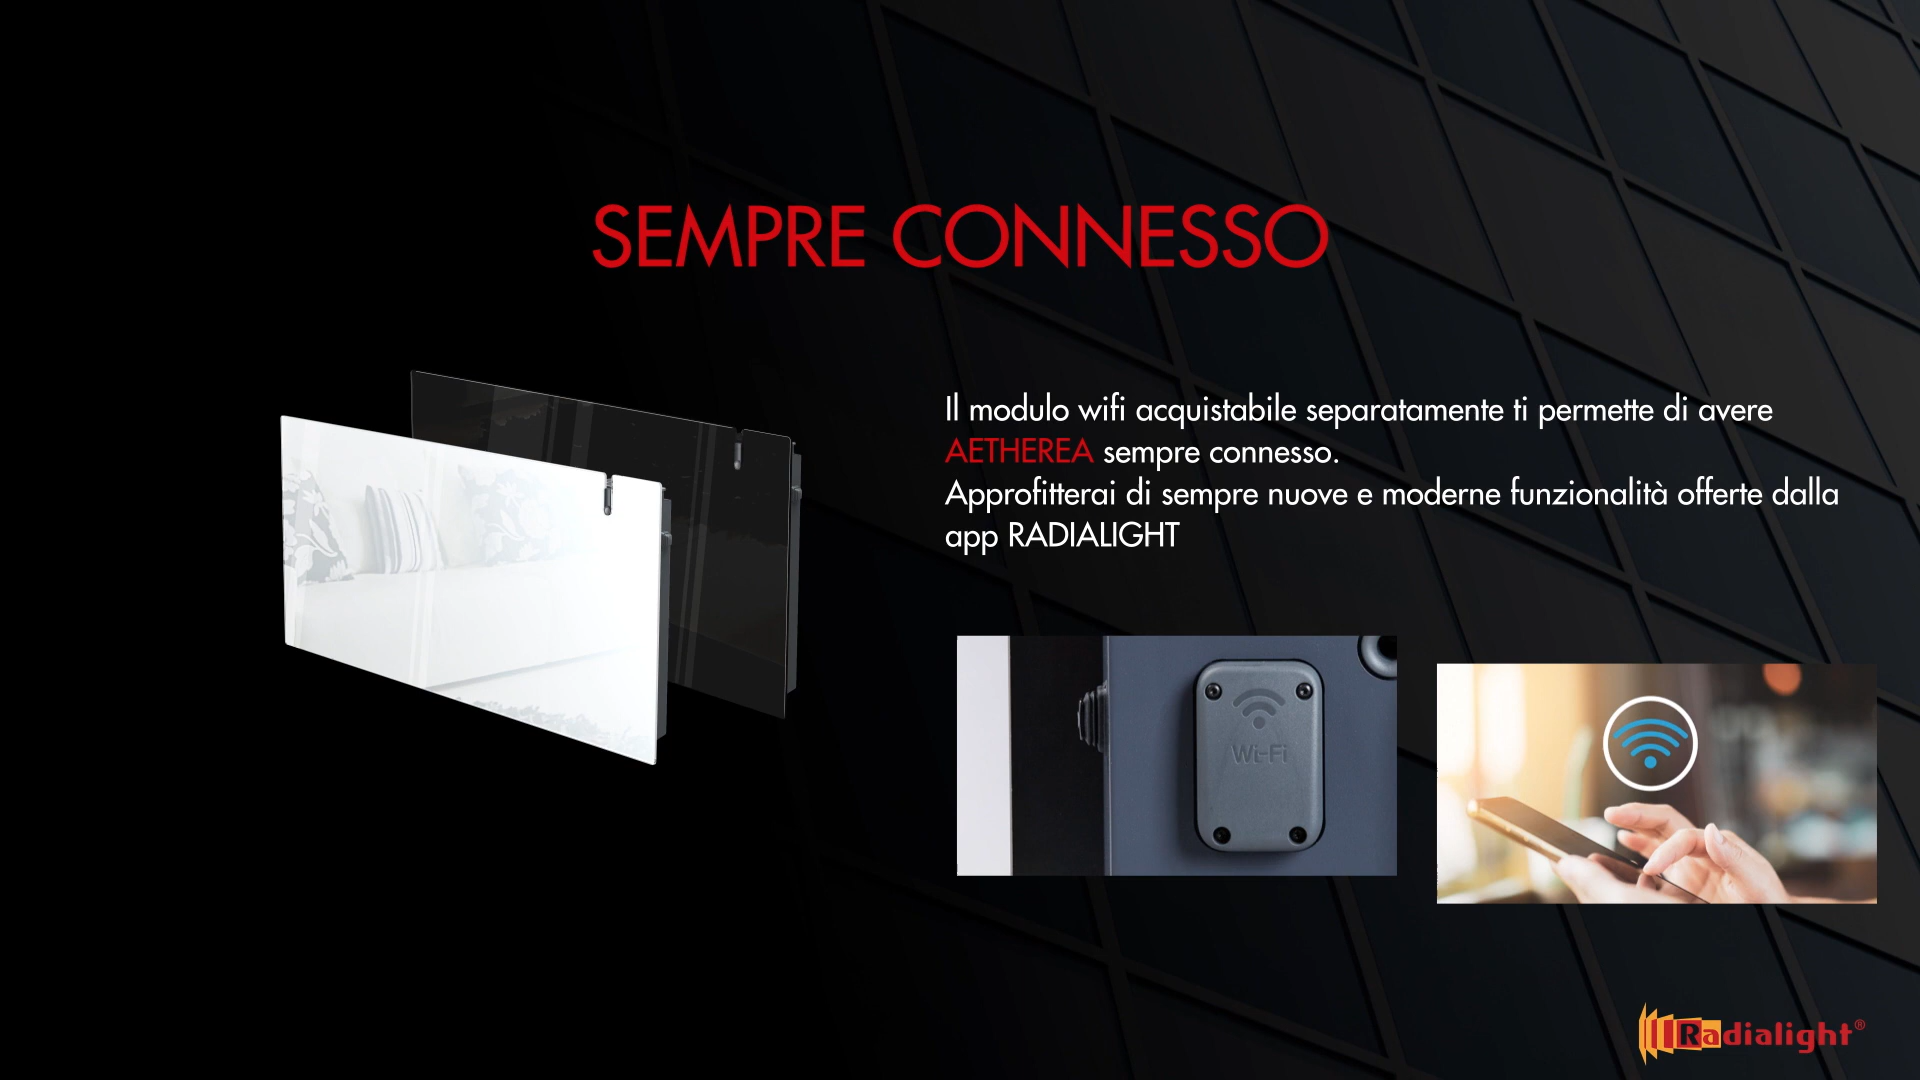 SEMPRE CONNESSO
Il modulo wifi acquistabile separatamente ti permette di avere
AETHEREA sempre connesso.
Approfitterai di sempre nuove e moderne funzionalità offerte dalla
app RADIALIGHT
Wi-Fi
Radialight®